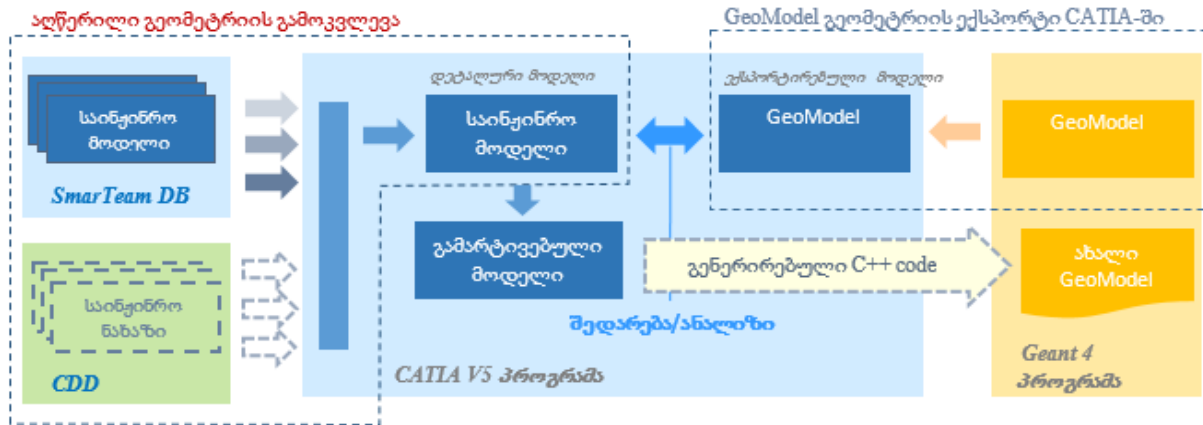 აღწერილი გეომეტრიის გამოკვლევა
GeoModel გეომეტრიის ექსპორტი CATIA-ში
საინჟინრო
მოდელი
SmarTeam DB
დეტალური მოდელი
საინჟინრო
მოდელი
ექსპორტირებული მოდელი
GeoModel
GeoModel
გამარტივებული
მოდელი
გენერირებული C++ code
ახალი
GeoModel
საინჟინრო
ნახაზი
CDD
შედარება/ანალიზი
CATIA V5 პროგრამა
Geant 4
პროგრამა